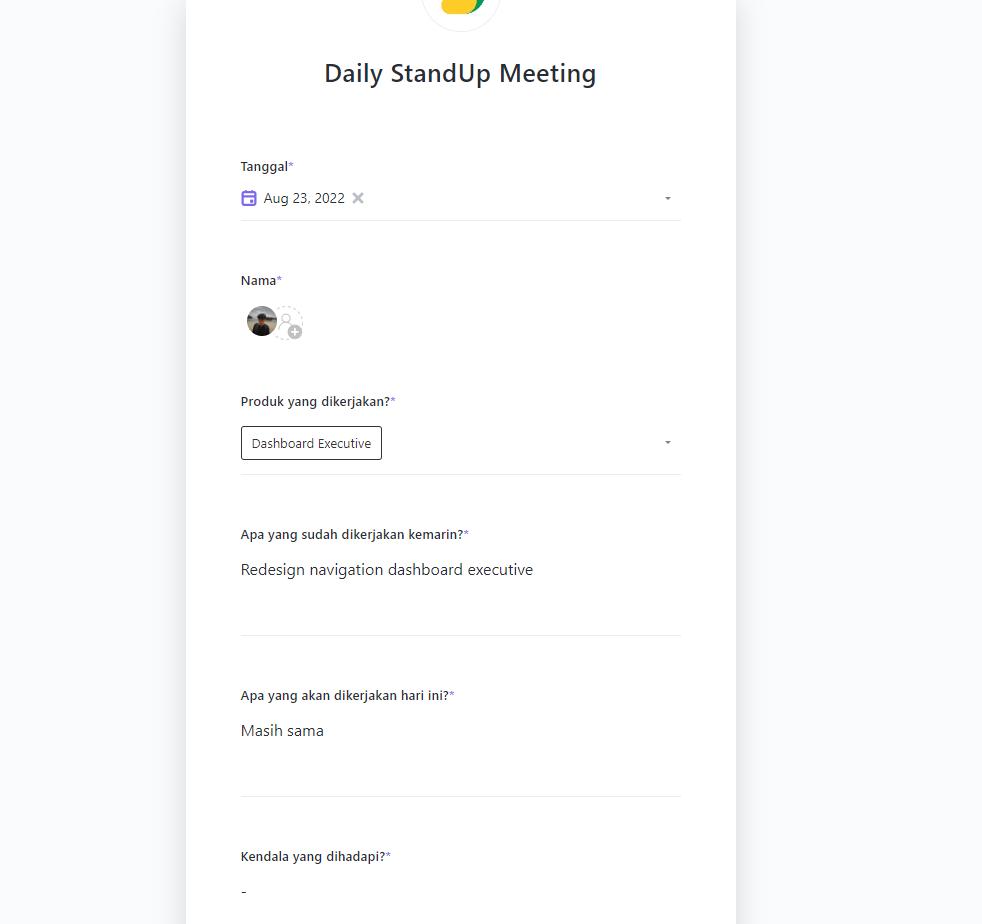 Daily StandUp Meeting
Tanggal*
Aug 23, 2022
Nama*
Produk yang dikerjakan?*
Dashboard Executive
Apa yang sudah dikerjakan kemarin?*
Redesign navigation dashboard executive
Apa yang akan dikerjakan hari ini?*
Masih sama
Kendala yang dihadapi?*
-